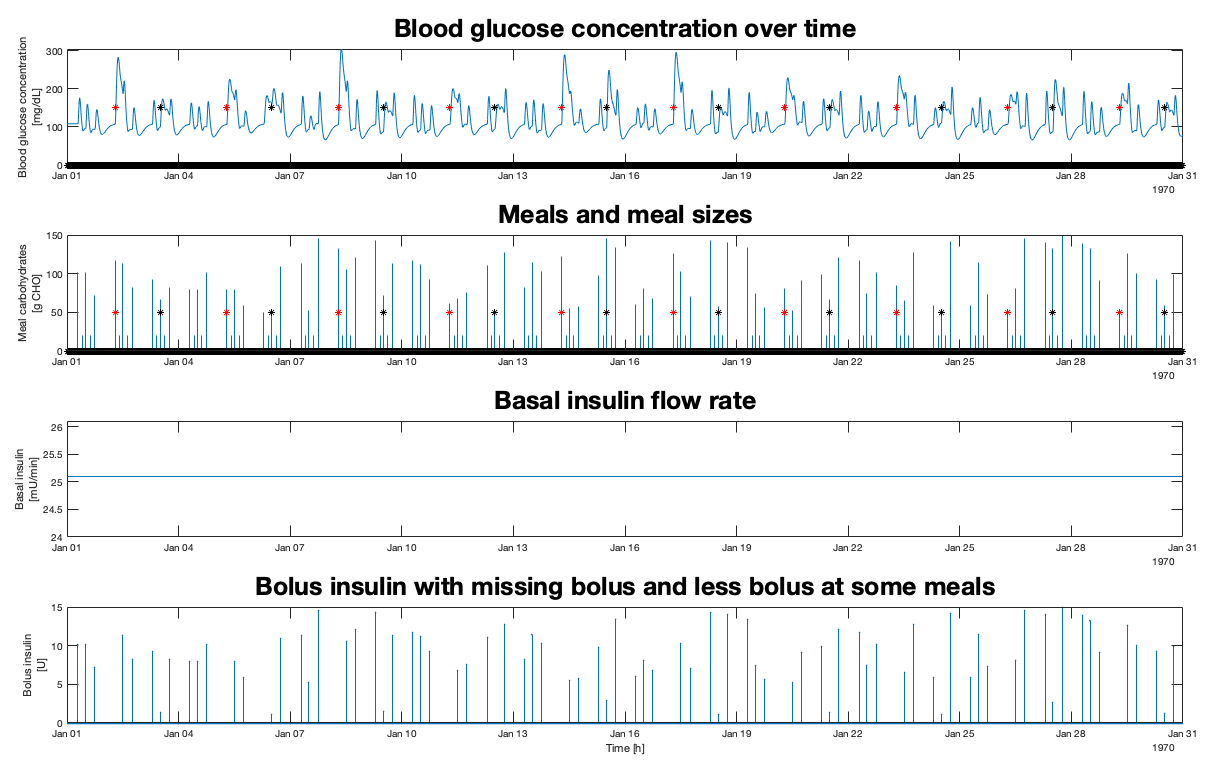 Blood glucose concentration over time
Blood glucose concentration
[mg/dL]
300
200
100
0
Jan 01 Jan 04 Jan 07 Jan 10 Jan 13 Jan 16 Jan 19 Jan 22 Jan 25 Jan 28 Jan 31
1970
Meals and meal sizes
Meal carbohydrates
[g CHO]
150
100
50
0
Jan 01 Jan 04 Jan 07 Jan 10 Jan 13 Jan 16 Jan 19 Jan 22 Jan 25 Jan 28 Jan 31
1970
Basal insulin flow rate
Basal insulin
[mU/min]
26
25.5
25
24.5
24
Jan 01 Jan 04 Jan 07 Jan 10 Jan 13 Jan 16 Jan 19 Jan 22 Jan 25 Jan 28 Jan 31
1970
Bolus insulin with missing bolus and less bolus at some meals
Bolus insulin
[U]
15
10
5
0
Jan 01 Jan 04 Jan 07 Jan 10 Jan 13 Jan 16 Jan 19 Jan 22 Jan 25 Jan 28 Jan 31
Time [h]
1970